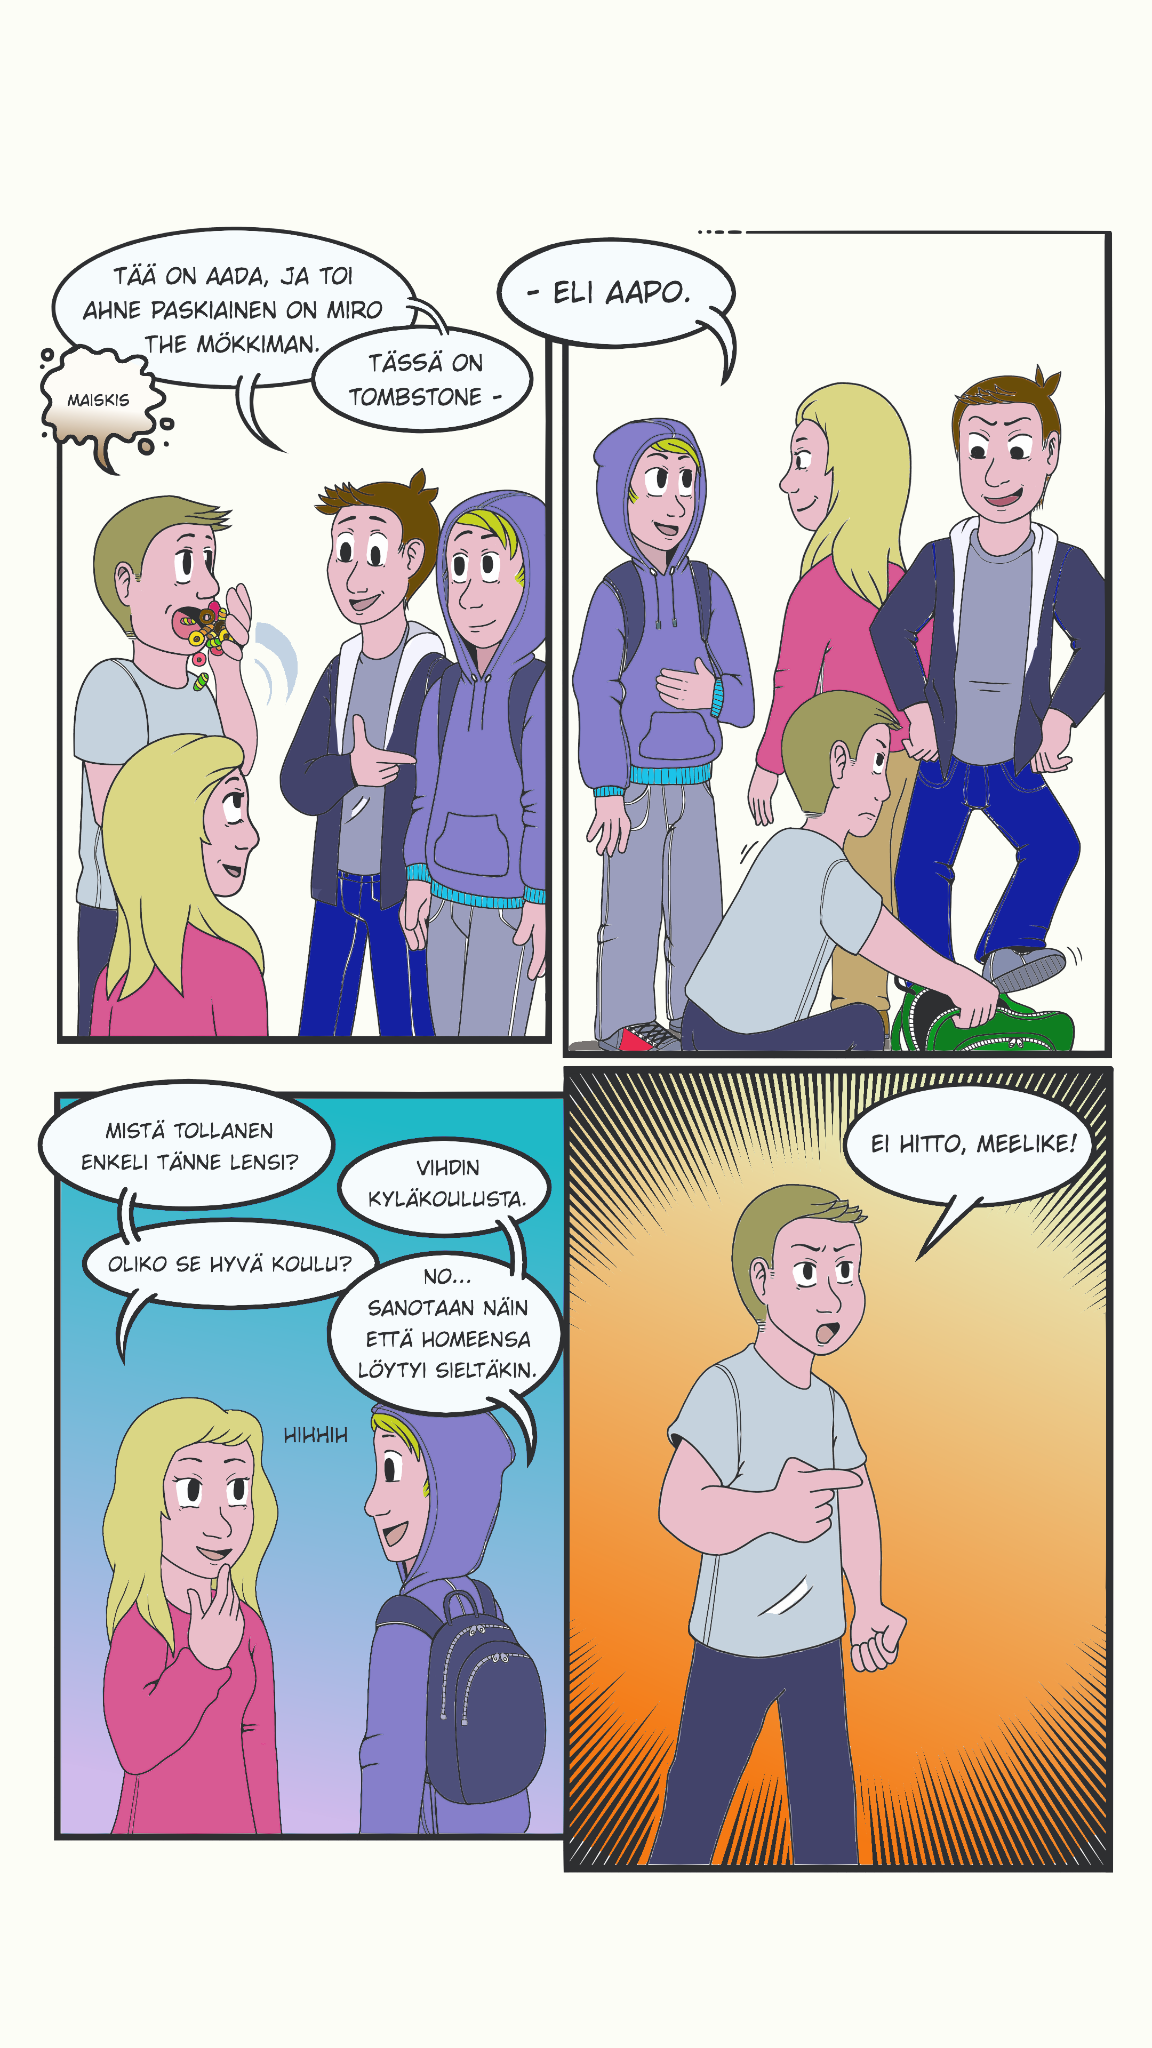 TÄÄ ON AADA, JA TOI
AHNE PASKIAINEN ON MIRO
THE MÖKKIMAN.
MAISKIS
TÄSSÄ ON
TOMBSTONE -
- ELI AAPO.
MISTÄ TOLLANEN
ENKELI TÄNNE LENSI?
VIHDIN
KYLÄKOULUSTA.
OLIKO SE HYVÄ KOULU?
NO...
SANOTAAN NÄIN
ETTÄ HOMEENSA
LÖYTYI SIELTÄKIN.
HIHHIH
EI HITTO, MEELIKE!